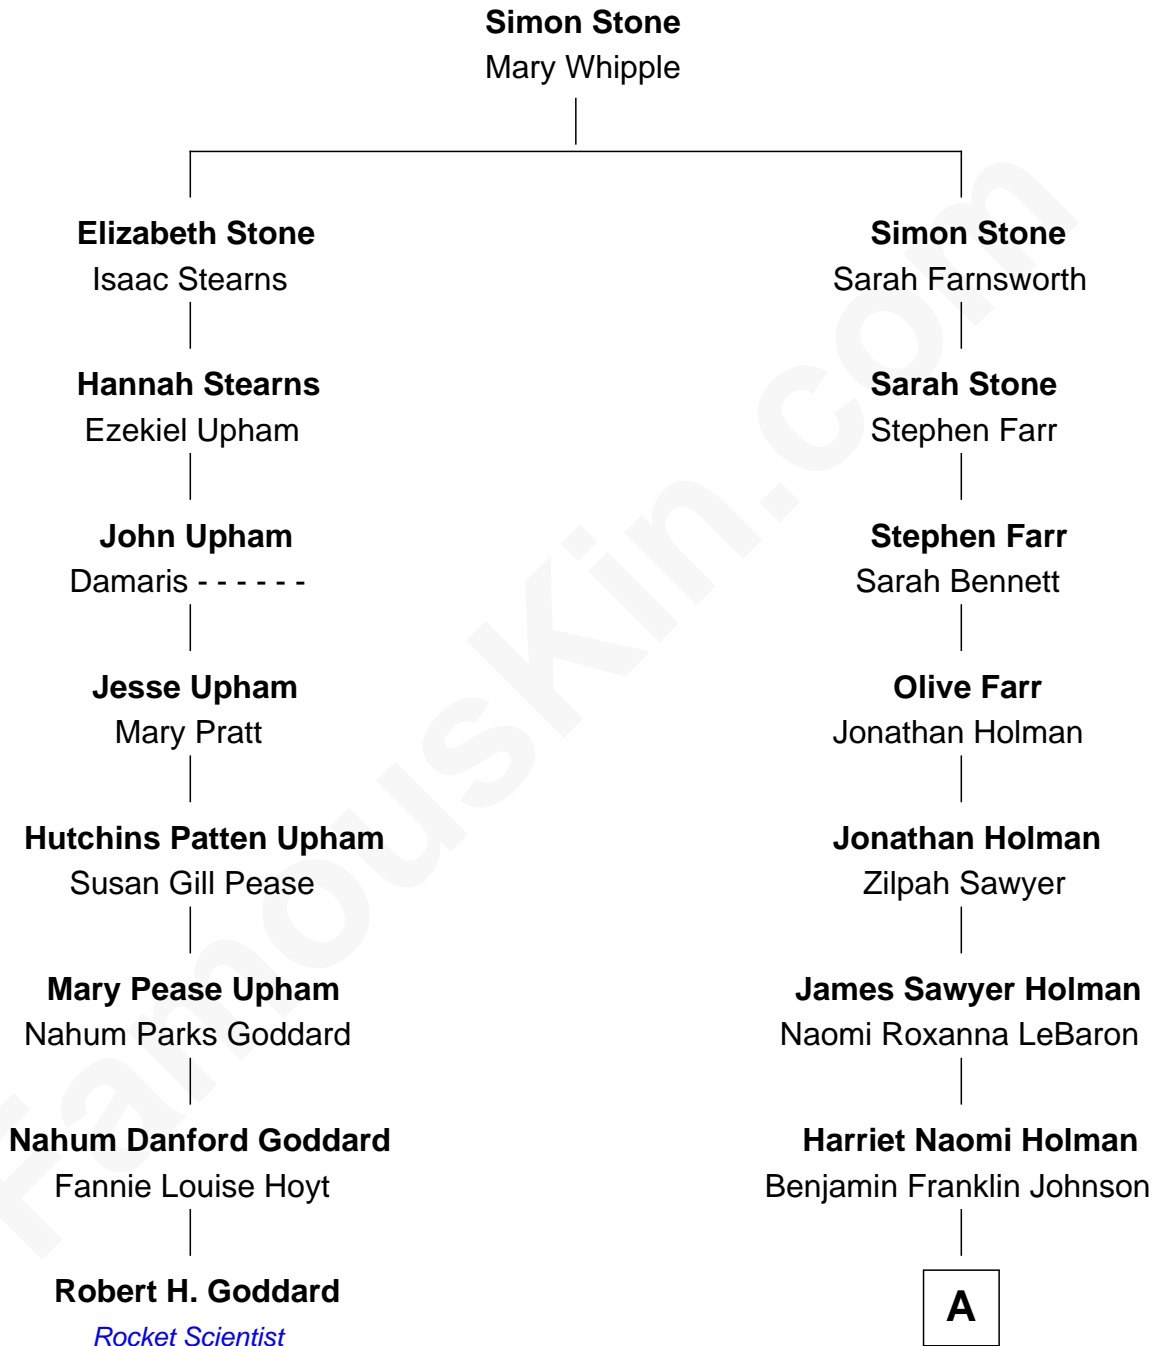 Simon Stone
Mary Whipple
Elizabeth Stone
Isaac Stearns
Simon Stone
Sarah Farnsworth
Hannah Stearns
Ezekiel Upham
Sarah Stone
Stephen Farr
John Upham
Damaris - - - - - -
Stephen Farr
Sarah Bennett
Jesse Upham
Mary Pratt
Olive Farr
Jonathan Holman
Hutchins Patten Upham
Susan Gill Pease
Jonathan Holman
Zilpah Sawyer
Mary Pease Upham
Nahum Parks Goddard
James Sawyer Holman
Naomi Roxanna LeBaron
Nahum Danford Goddard
Fannie Louise Hoyt
Harriet Naomi Holman
Benjamin Franklin Johnson
Robert H. Goddard
Rocket Scientist
A
FamousKin.com